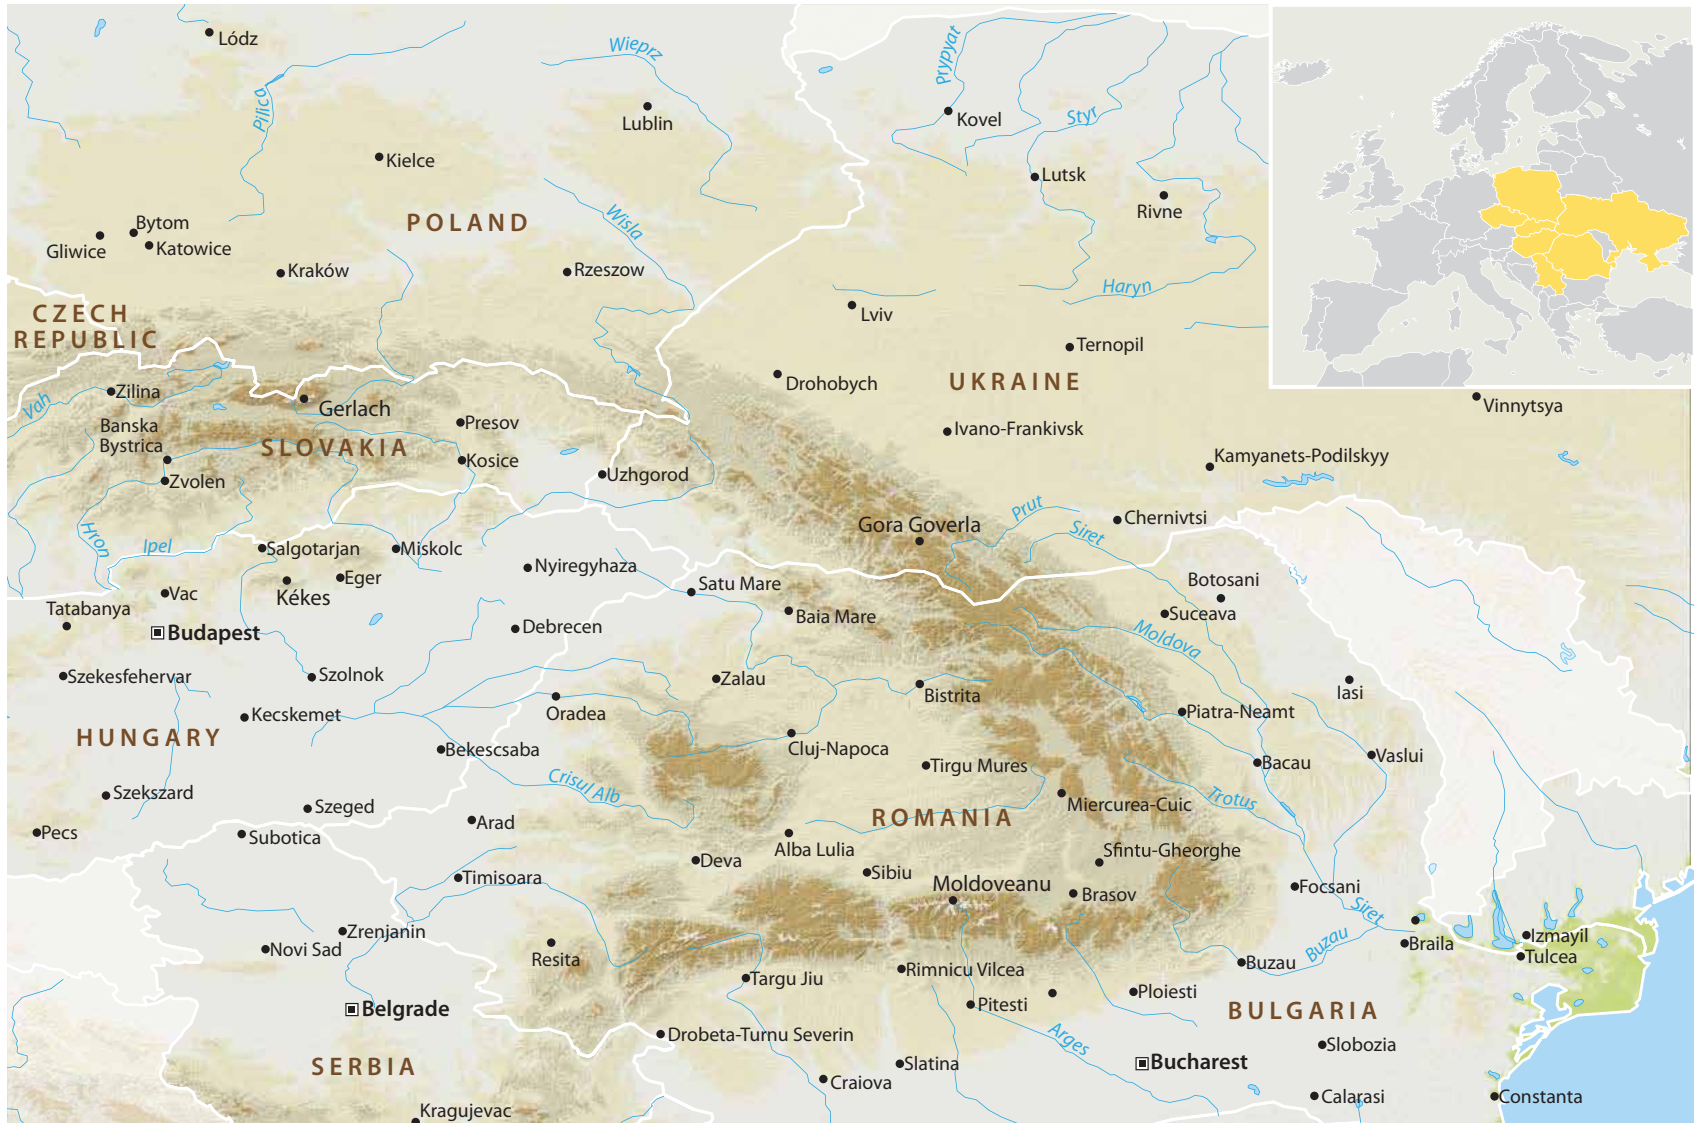 Lódz
Wieprz
Prypyat
Pilica
Lublin
Kovel
Styr
Kielce
Lutsk
Rivne
Bytom
POLAND
Wisla
Gliwice
Katowice
Kraków
Rzeszow
Haryn
CZECH
REPUBLIC
Lviv
Ternopil
Zilina
Drohobych
UKRAINE
Vah
Gerlach
Vinnytsya
Banska
Bystrica
Presov
Ivano-Frankivsk
SLOVAKIA
Kosice
Kamyanets-Podilskyy
Zvolen
Uzhgorod
Hron
Ipel
Gora Goverla
Prut
Siret
Chernivtsi
Salgotarjan
Miskolc
Nyiregyhaza
Eger
Kékes
Vac
Satu Mare
Botosani
Tatabanya
Baia Mare
Suceava
Budapest
Debrecen
Moldova
Szekesfehervar
Szolnok
Zalau
Bistrita
Iasi
Kecskemet
Oradea
Piatra-Neamt
HUNGARY
Bekescsaba
Cluj-Napoca
Tirgu Mures
Bacau
Vaslui
Szekszard
Crisul Alb
Miercurea-Cuic
Trotus
Szeged
Arad
ROMANIA
Pecs
Subotica
Alba Lulia
Sfintu-Gheorghe
Deva
Timisoara
Sibiu
Moldoveanu
Brasov
Focsani
Siret
Zrenjanin
Novi Sad
Resita
Buzau
Braila
Izmayil
Tulcea
Targu Jiu
Rimnicu Vilcea
Buzau
Pitesti
Ploiesti
Belgrade
BULGARIA
Drobeta-Turnu Severin
Arges
Slobozia
SERBIA
Slatina
Bucharest
Craiova
Calarasi
Constanta
Kragujevac